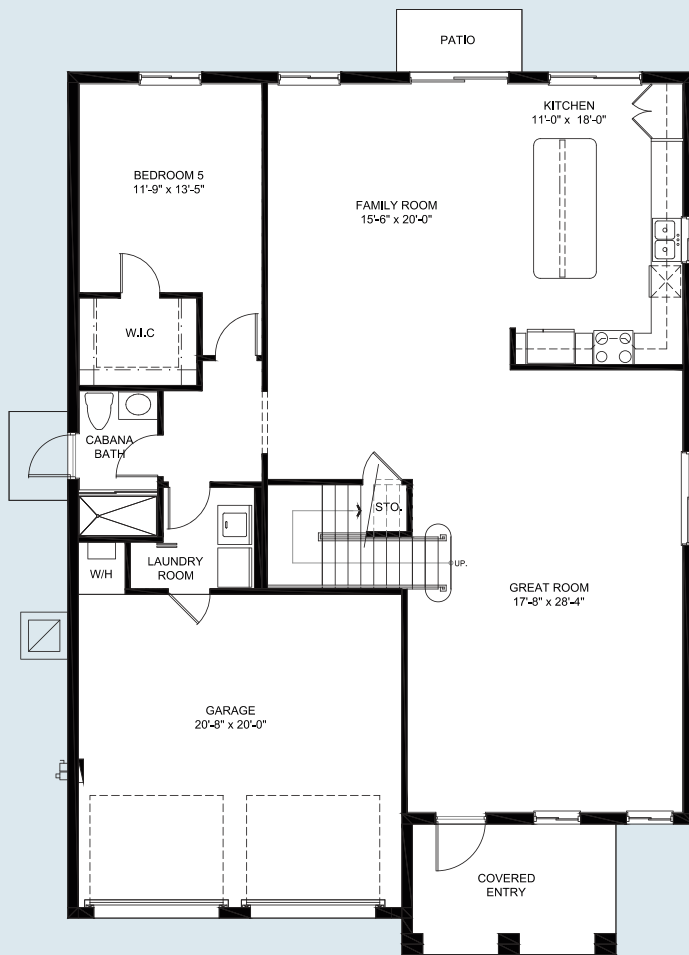 PATIO
KITCHEN
11'-0" x 18'-0"
BEDROOM 5
11'-9" x 13'-5"
FAMILY ROOM
15'-6" x 20'-0"
W.I.C
CABANA
BATH
STO.
LAUNDRY
ROOM
W/H
UP.
GREAT ROOM
17'-8" x 28'-4"
GARAGE
20'-8" x 20'-0"
COVERED
ENTRY